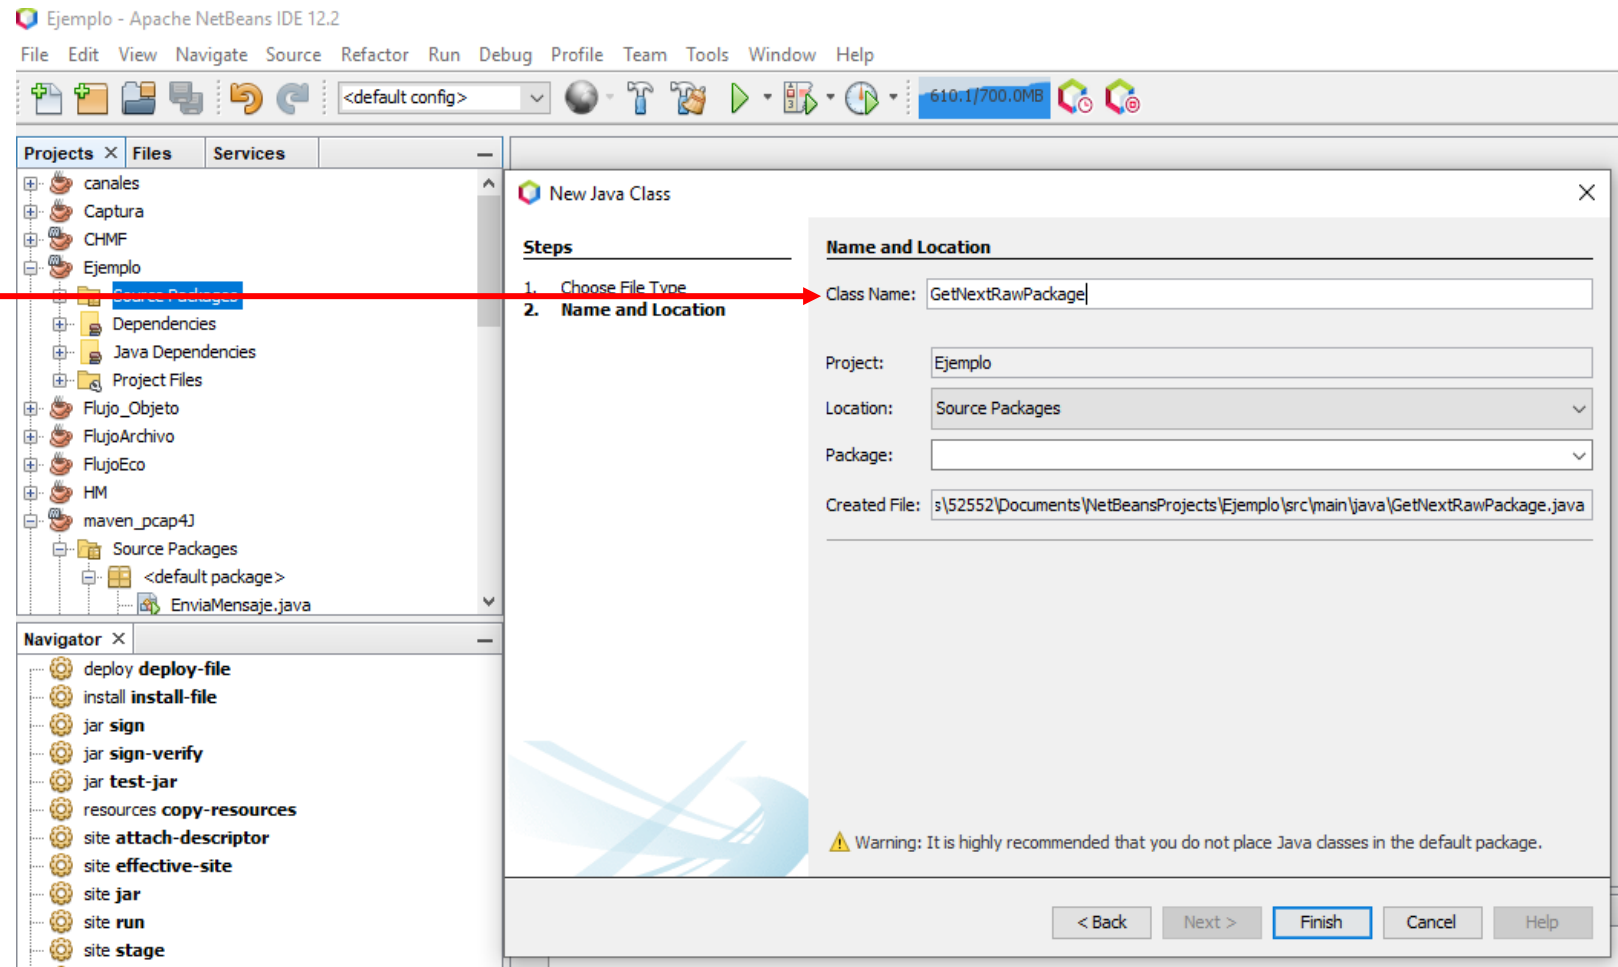 Ejemplo - Apache NetBeans IDE 12.2
File Edit View Navigate Source Refactor Run Debug Profile Team Tools Window Help
<default config>
610.1/700.0MB
Projects Files Services
canales
Captura
CHMF
Ejemplo
Source Packages
Dependencies
Java Dependencies
Project Files
Flujo_Objeto
FlujoArchivo
FlujoEco
HM
maven_pcap4J
Source Packages
<default package>
EnviaMensaje.java
Navigator
deploy deploy-file
install install-file
jar sign
jar sign-verify
jar test-jar
resources copy-resources
site attach-descriptor
site effective-site
site jar
site run
site stage
New Java Class
Steps
1. Choose File Type
2. Name and Location
Name and Location
Class Name: GetNextRawPackage
Project: Ejemplo
Location: Source Packages
Package:
Created File: s\52552\Documents\NetBeansProjects\Ejemplo\src\main\java\GetNextRawPackage.java
Warning: It is highly recommended that you do not place Java classes in the default package.
< Back Next > Finish Cancel Help